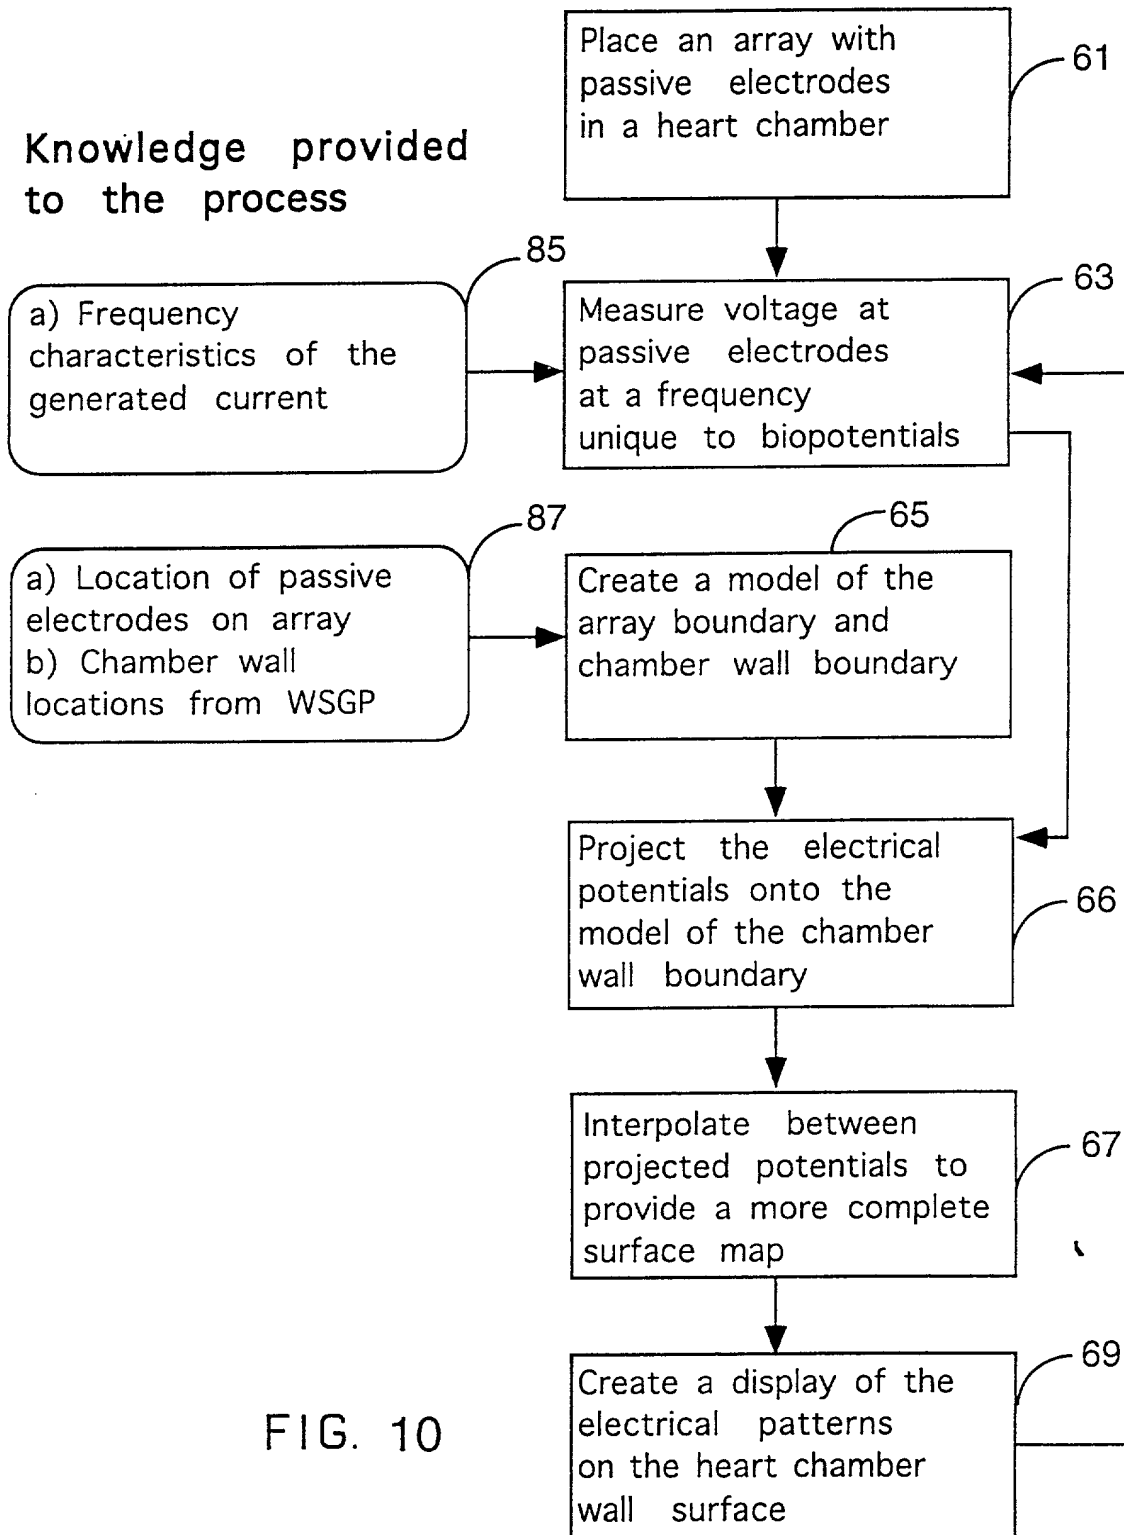 Place an array with
passive electrodes
in a heart chamber
61
Knowledge provided
to the process
85
a) Frequency
characteristics of the
generated current
63
Measure voltage at
passive electrodes
at a frequency
unique to biopotentials
87
a) Location of passive
electrodes on array
b) Chamber wall
locations from WSGP
65
Create a model of the
array boundary and
chamber wall boundary
Project the electrical
potentials onto the
model of the chamber
wall boundary
66
Interpolate between
projected potentials to
provide a more complete
surface map
67
Create a display of the
electrical patterns
on the heart chamber
wall surface
69
FIG. 10